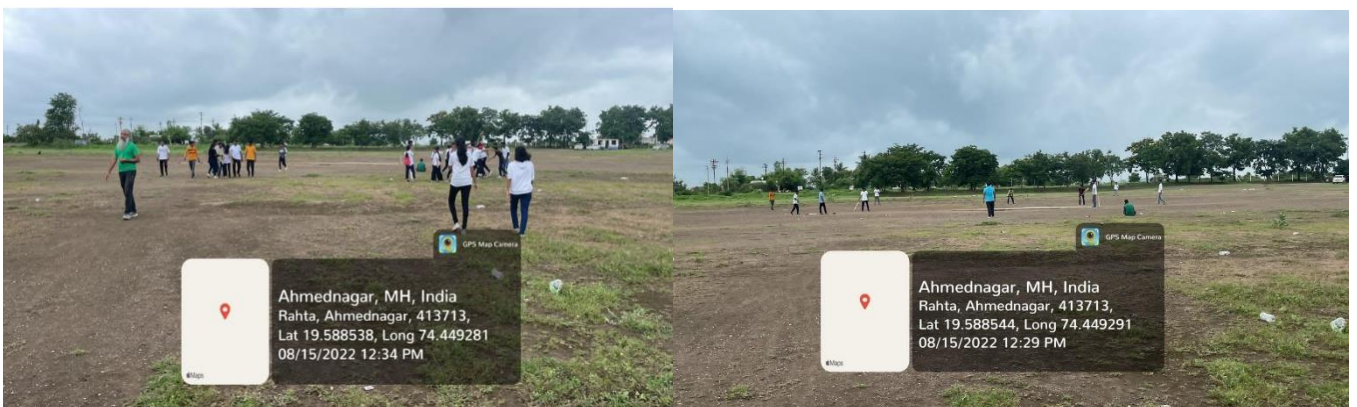 GPS Map Camera
Ahmednagar, MH, India
Rahta, Ahmednagar, 413713,
Lat 19.588538, Long 74.449281
08/15/2022 12:34 PM
Maps
GPS Map Camera
Ahmednagar, MH, India
Rahta, Ahmednagar, 413713,
Lat 19.588544, Long 74.449291
08/15/2022 12:29 PM
Maps